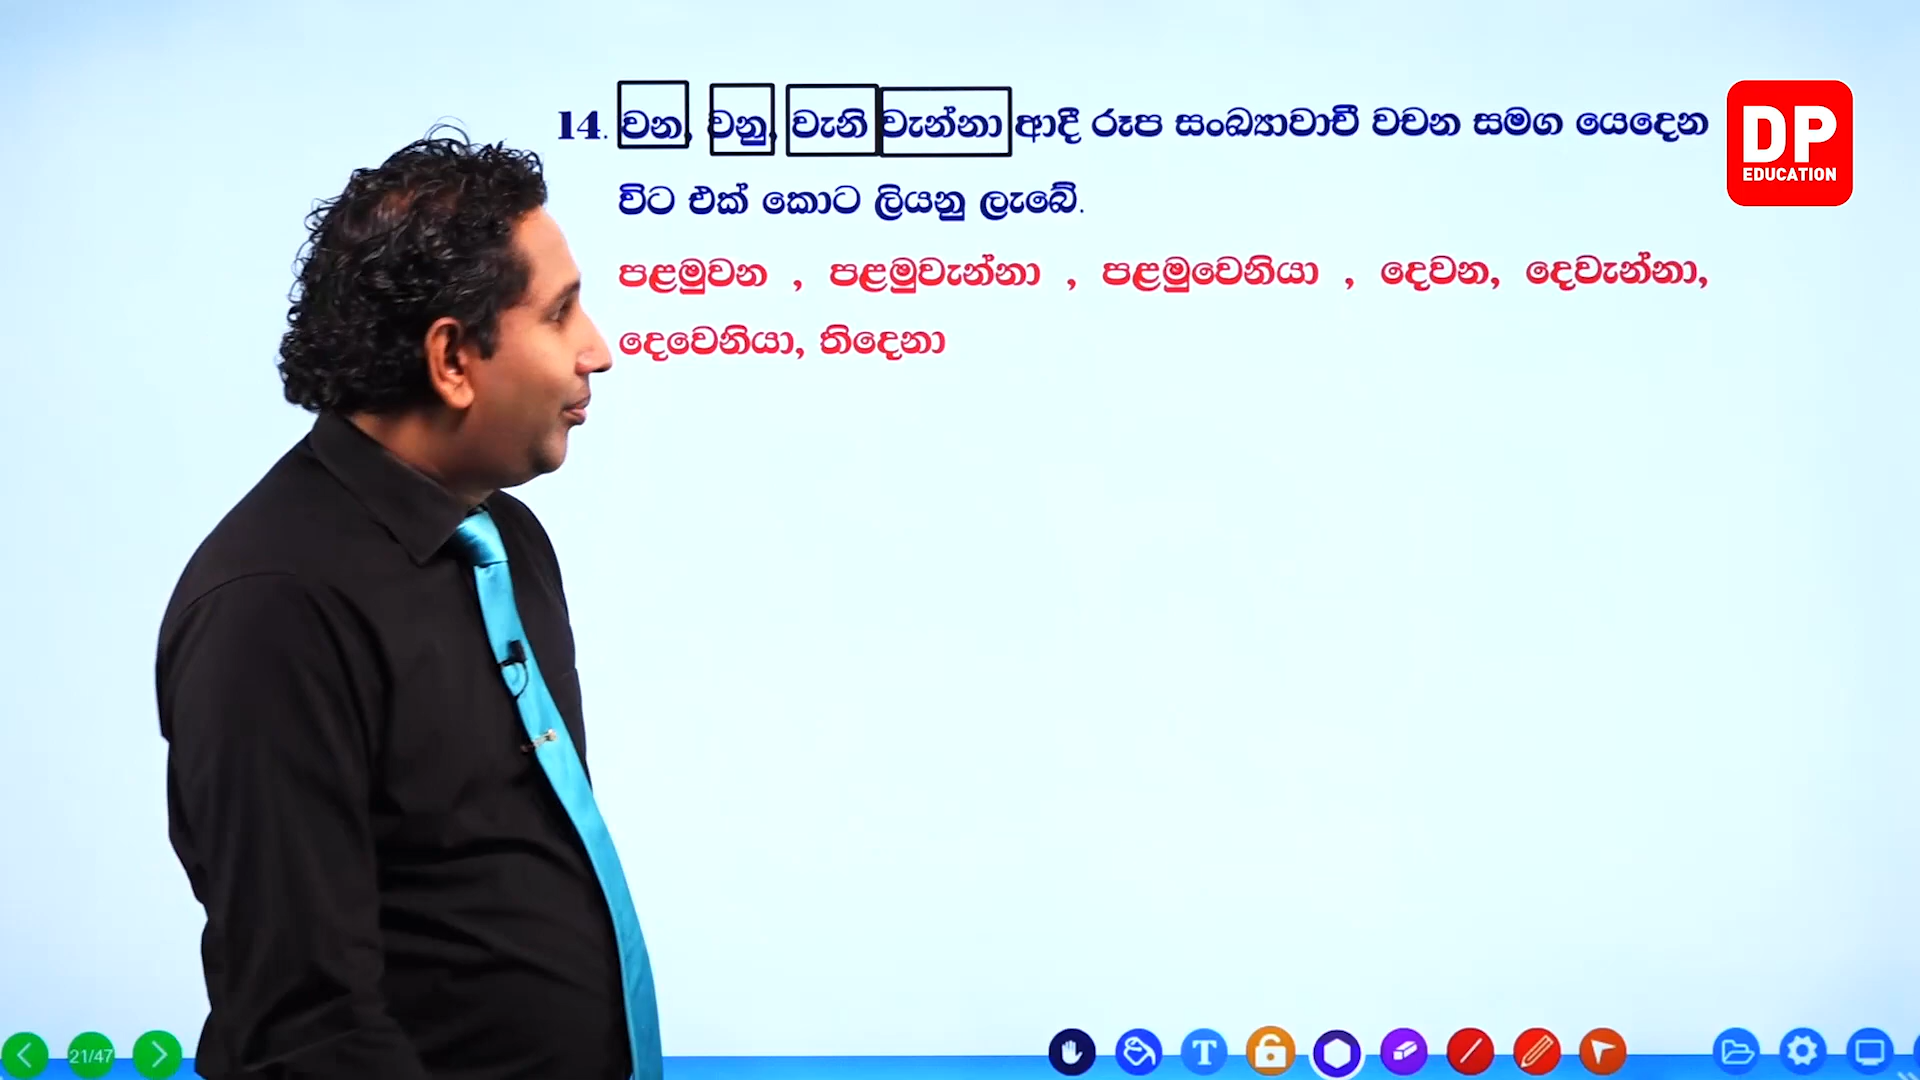 14. වන, වනු, වැනි වැන්නා ආදී රූප සංඛ්‍යාවාචී වචන සමග යෙදෙන
විට එක් කොට ලියනු ලැබේ.
පළමුවන , පළමුවැන්නා , පළමුවෙනියා , දෙවන, දෙවැන්නා,
දෙවෙනියා, තිදෙනා
DP
EDUCATION
21/47
T